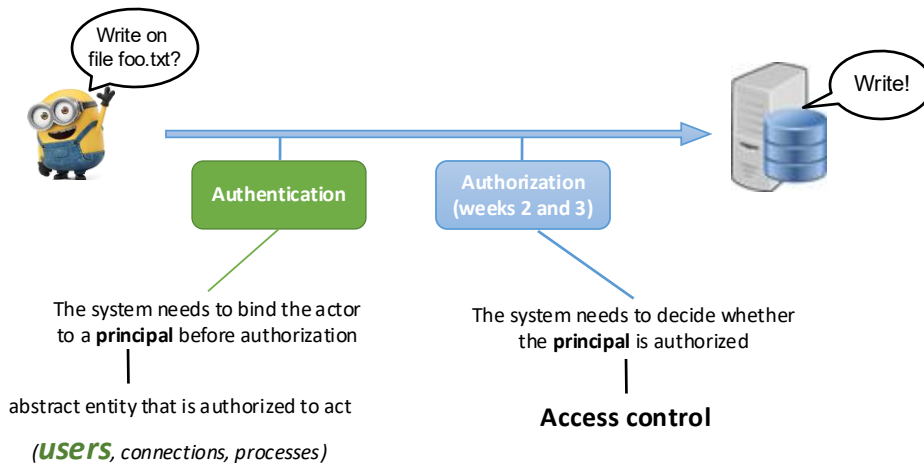 Write on
file foo.txt?
Write!
Authentication
Authorization
(weeks 2 and 3)
The system needs to bind the actor
to a principal before authorization
abstract entity that is authorized to act
(users, connections, processes)
The system needs to decide whether
the principal is authorized
Access control